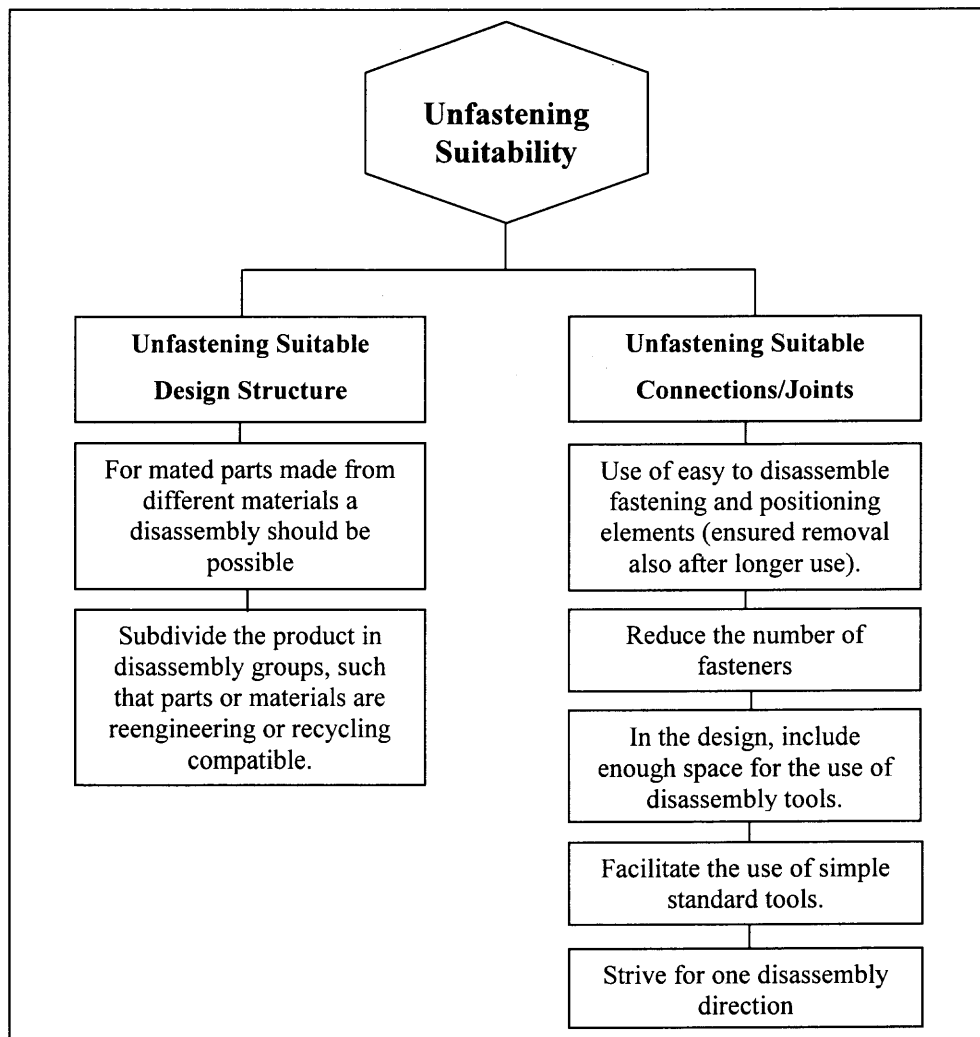 Unfastening
Suitability
Unfastening Suitable
Design Structure
For mated parts made from
different materials a
disassembly should be
possible
Subdivide the product in
disassembly groups, such
that parts or materials are
reengineering or recycling
compatible.
Unfastening Suitable
Connections/Joints
Use of easy to disassemble
fastening and positioning
elements (ensured removal
also after longer use).
Reduce the number of
fasteners
In the design, include
enough space for the use of
disassembly tools.
Facilitate the use of simple
standard tools.
Strive for one disassembly
direction